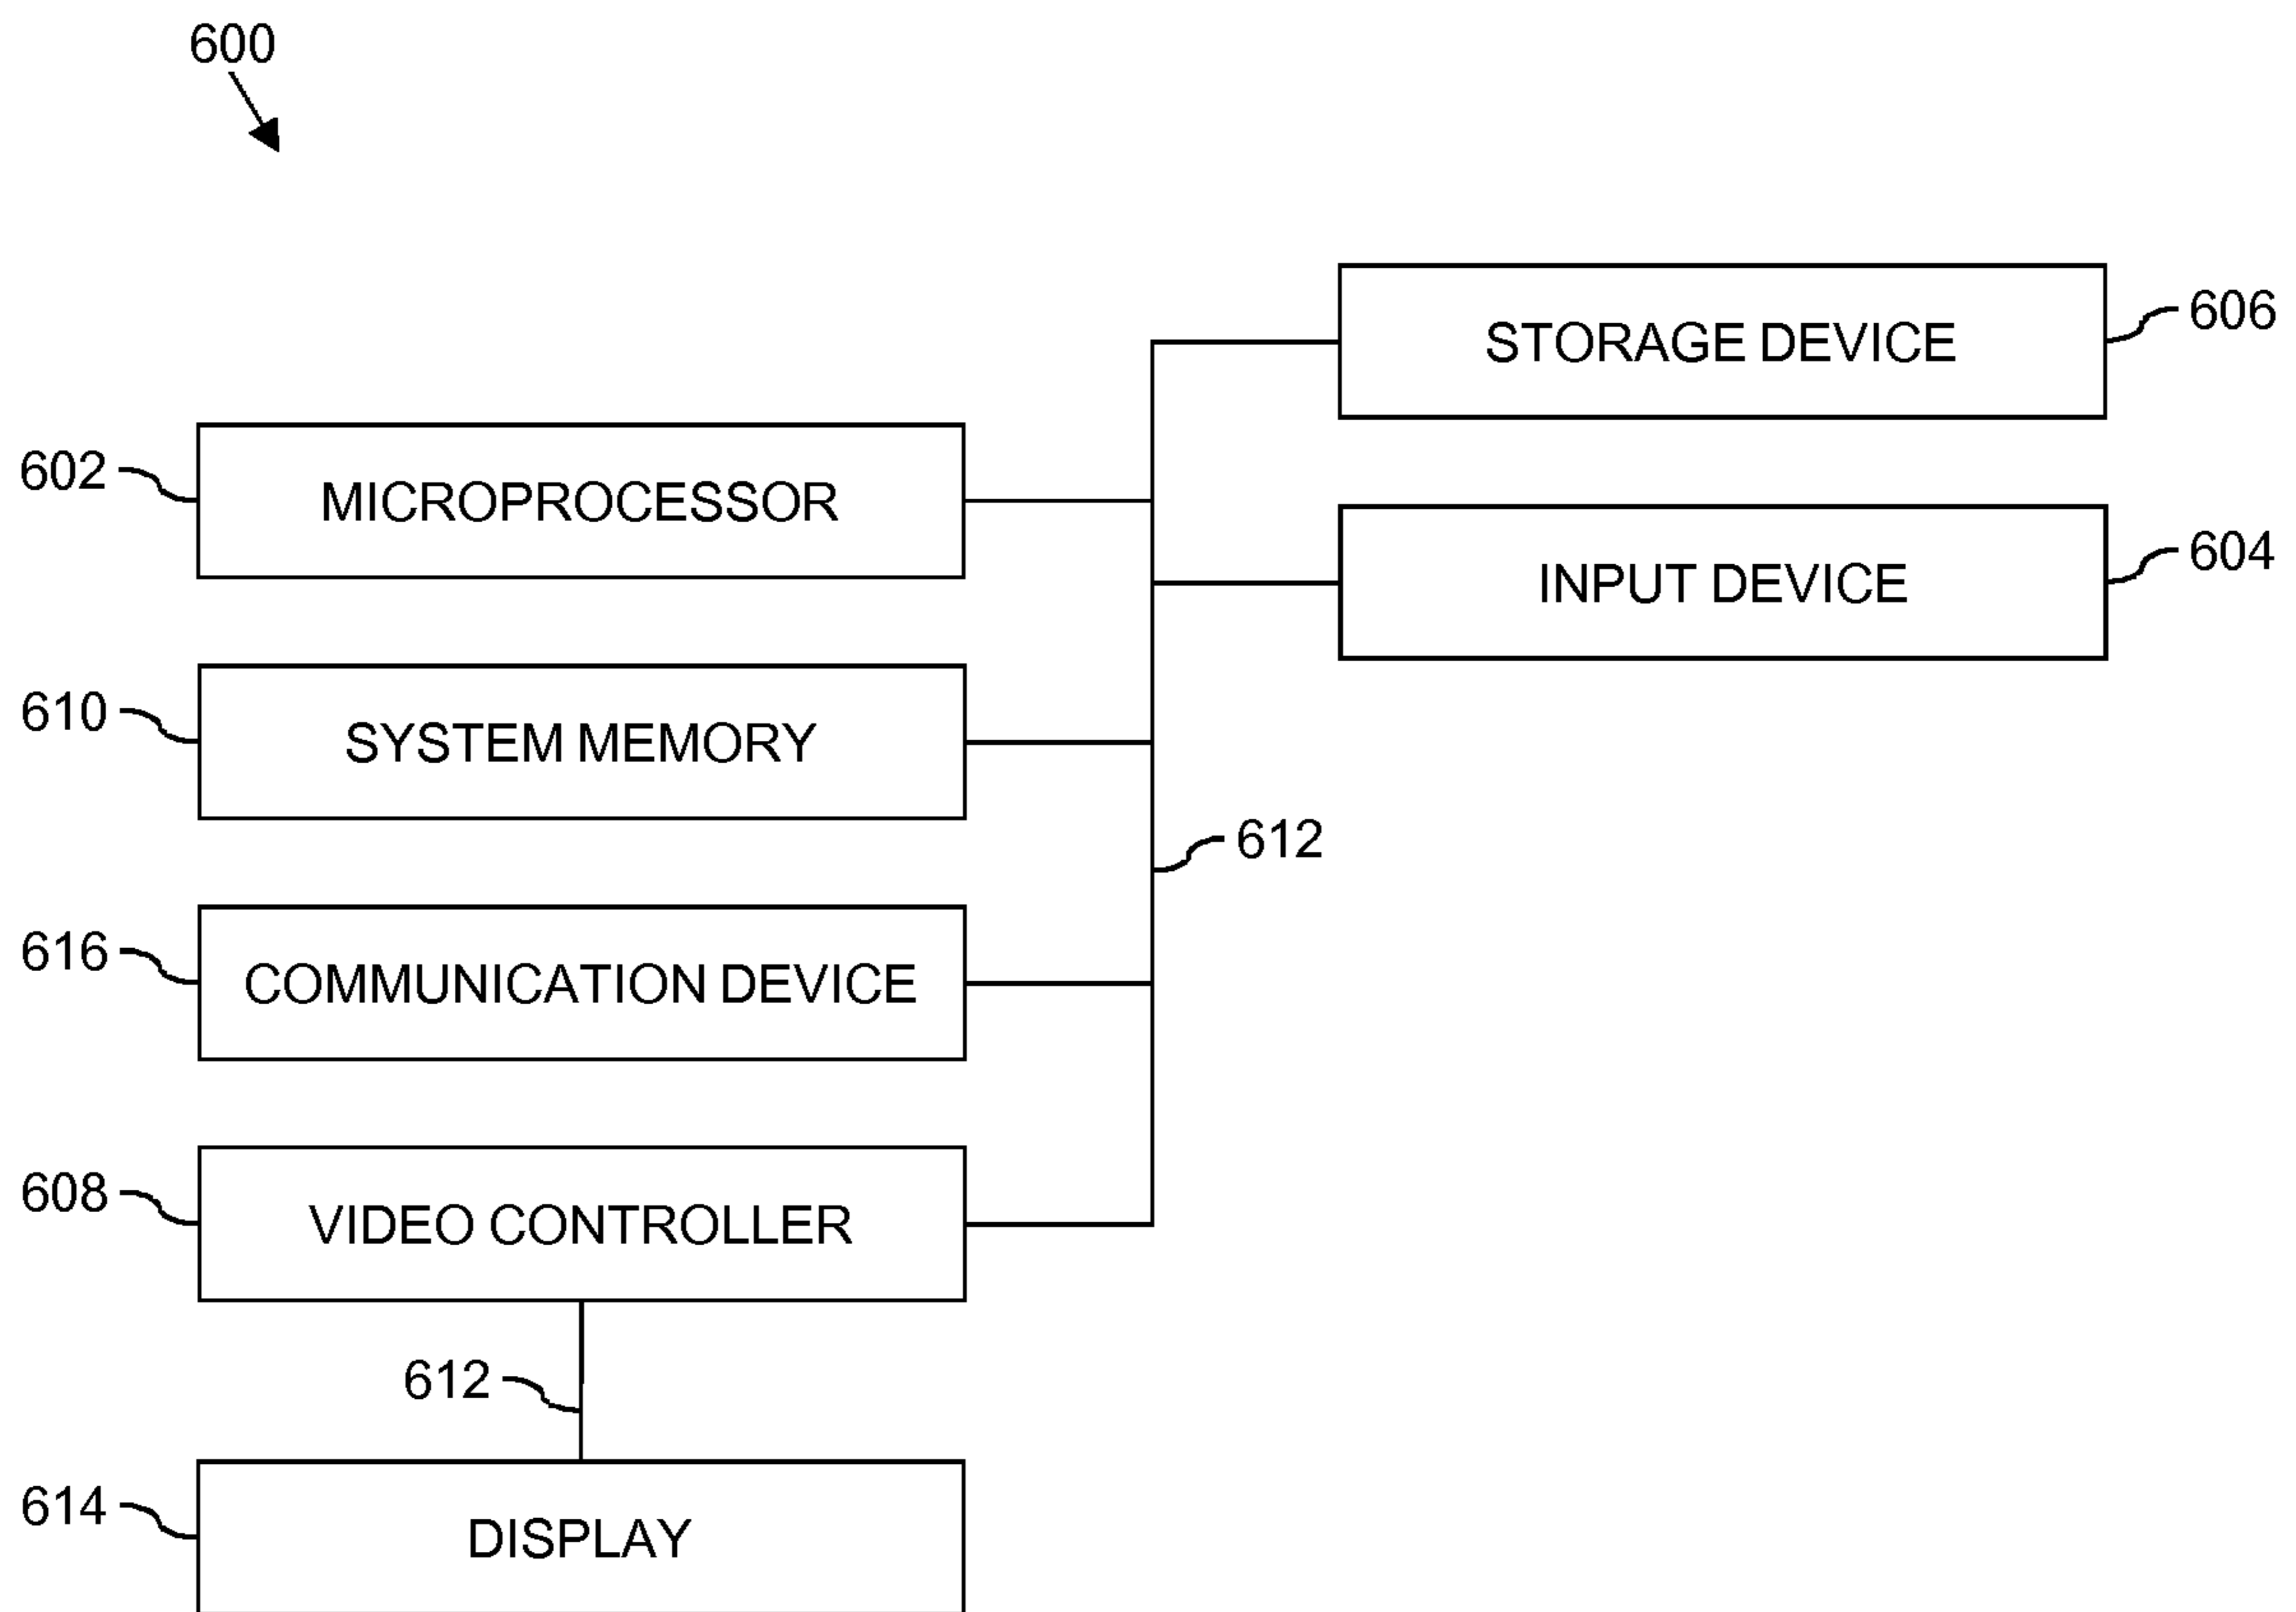 600
STORAGE DEVICE
606
602
MICROPROCESSOR
INPUT DEVICE
604
610
SYSTEM MEMORY
612
616
COMMUNICATION DEVICE
608
VIDEO CONTROLLER
612
614
DISPLAY